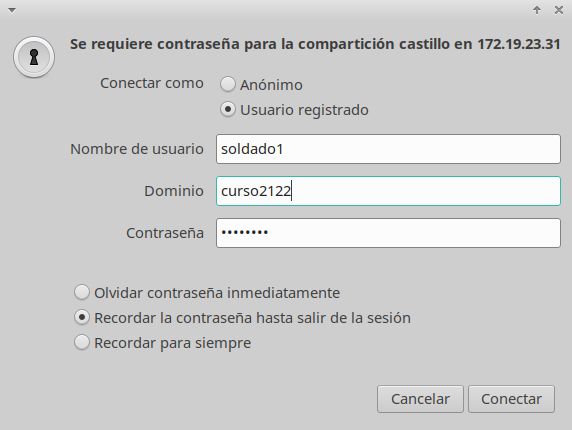 Se requiere contraseña para la compartición castillo en 172.19.23.31
Conectar como
Anónimo
Usuario registrado
Nombre de usuario soldado1
Dominio curso2122
Contraseña ••••••••
Olvidar contraseña inmediatamente
Recordar la contraseña hasta salir de la sesión
Recordar para siempre
Cancelar Conectar